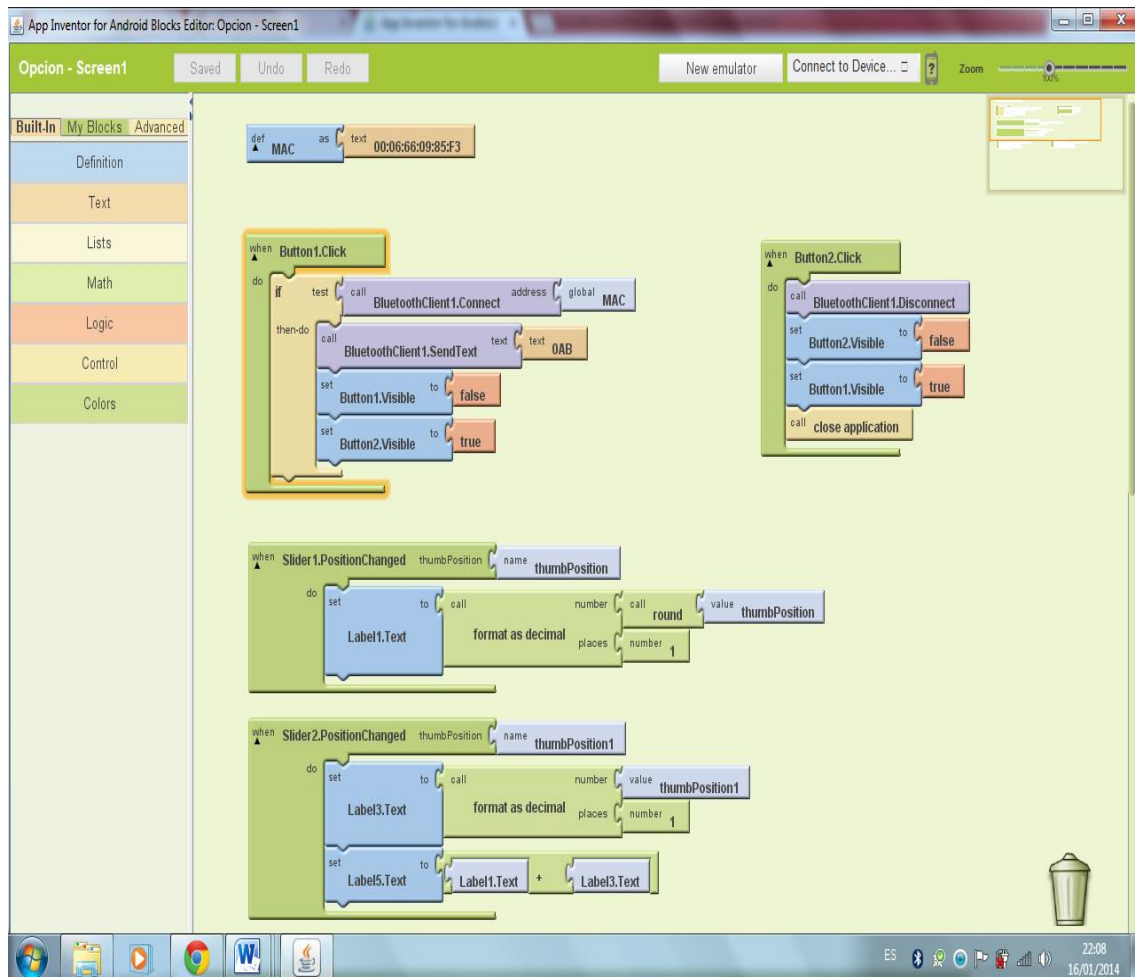 App Inventor for Android Blocks Editor: Opcion - Screen1
Opcion - Screen1 Saved Undo Redo New emulator Connect to Device... ? Zoom 100%
Built-In My Blocks Advanced
Definition
Text
Lists
Math
Logic
Control
Colors
def MAC as text 00:06:66:09:85:F3
when Button1.Click
do if test call BluetoothClient1.Connect address global MAC
then-do call BluetoothClient1.SendText text text 0AB
set Button1.Visible to false
set Button2.Visible to true
when Button2.Click
do call BluetoothClient1.Disconnect
set Button2.Visible to false
set Button1.Visible to true
call close application
when Slider1.PositionChanged thumbPosition name thumbPosition
do set Label1.Text to call format as decimal number call round value thumbPosition
places number 1
when Slider2.PositionChanged thumbPosition name thumbPosition1
do set Label3.Text to call format as decimal number value thumbPosition1
places number 1
set Label5.Text to Label1.Text + Label3.Text
ES 22:08
16/01/2014